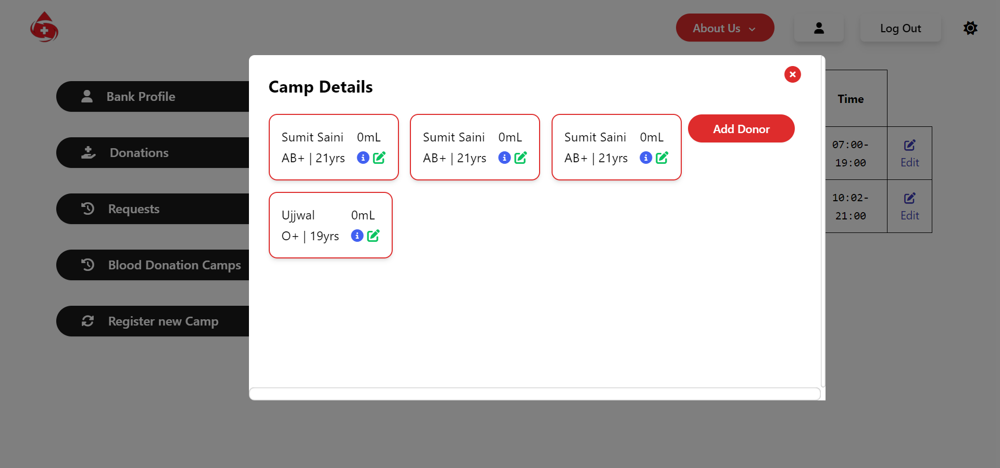 About Us
Log Out
Bank Profile
Donations
Requests
Blood Donation Camps
Register new Camp
Camp Details
Sumit Saini 0mL
AB+ | 21yrs
Sumit Saini 0mL
AB+ | 21yrs
Sumit Saini 0mL
AB+ | 21yrs
Add Donor
Ujjwal 0mL
O+ | 19yrs
Time
07:00-
19:00
Edit
10:02-
21:00
Edit